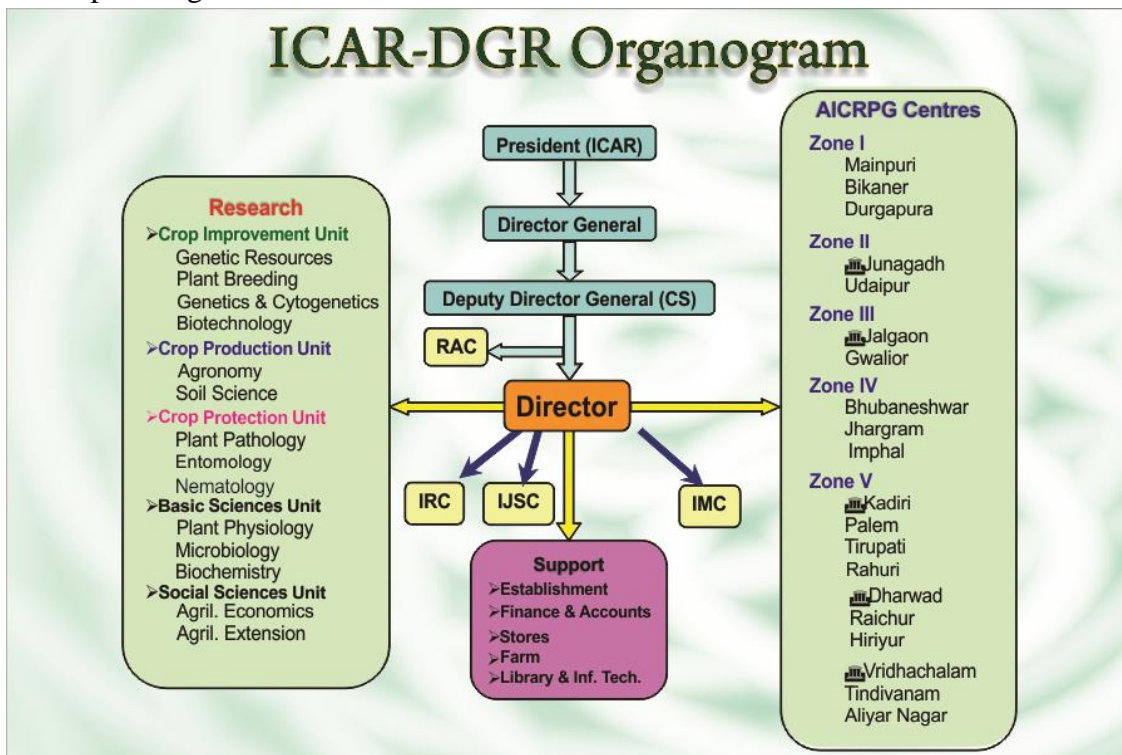 ICAR-DGR Organogram
President (ICAR)
Director General
Deputy Director General (CS)
RAC
Director
IRC
IJSC
IMC
Research
➢Crop Improvement Unit
Genetic Resources
Plant Breeding
Genetics & Cytogenetics
Biotechnology
➢Crop Production Unit
Agronomy
Soil Science
➢Crop Protection Unit
Plant Pathology
Entomology
Nematology
➢Basic Sciences Unit
Plant Physiology
Microbiology
Biochemistry
➢Social Sciences Unit
Agril. Economics
Agril. Extension
Support
➢Establishment
➢Finance & Accounts
➢Stores
➢Farm
➢Library & Inf. Tech.
AICRPG Centres
Zone I
Mainpuri
Bikaner
Durgapura
Zone II
Junagadh
Udaipur
Zone III
Jalgaon
Gwalior
Zone IV
Bhubaneshwar
Jhargram
Imphal
Zone V
Kadiri
Palem
Tirupati
Rahuri
Dharwad
Raichur
Hiriyur
Vridhachalam
Tindivanam
Aliyar Nagar